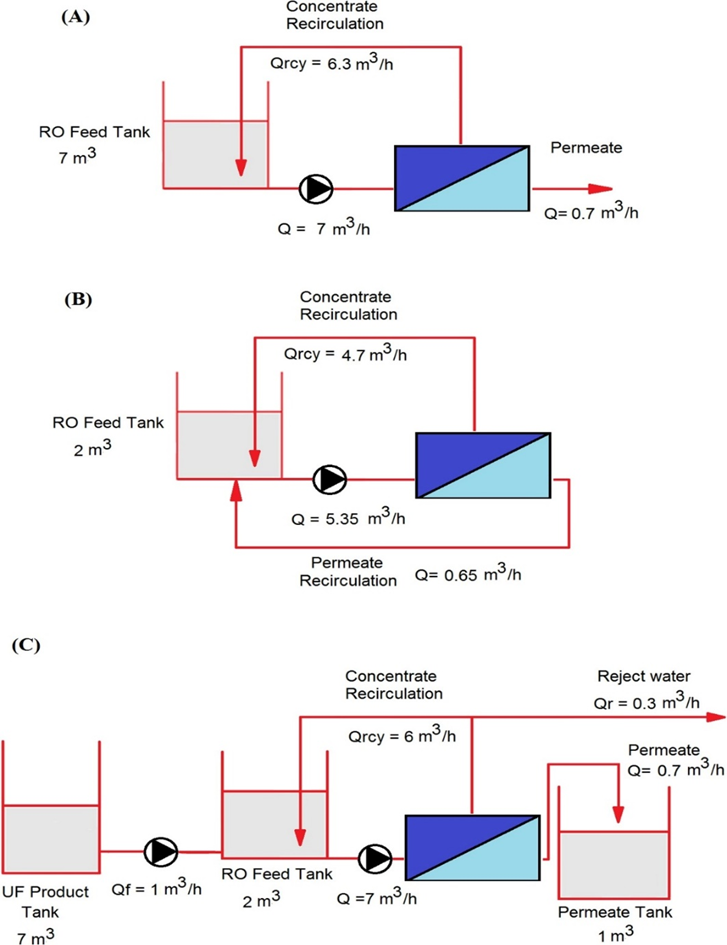 (A)
Concentrate
Recirculation
Qrcy = 6.3 m³/h
RO Feed Tank
7 m³
Permeate
Q = 7 m³/h
Q= 0.7 m³/h
(B)
Concentrate
Recirculation
Qrcy = 4.7 m³/h
RO Feed Tank
2 m³
Q = 5.35 m³/h
Permeate
Recirculation
Q= 0.65 m³/h
(C)
Concentrate
Recirculation
Reject water
Qr = 0.3 m³/h
Qrcy = 6 m³/h
Permeate
Q= 0.7 m³/h
UF Product
Tank
7 m³
Qf = 1 m³/h
RO Feed Tank
2 m³
Q =7 m³/h
Permeate Tank
1 m³